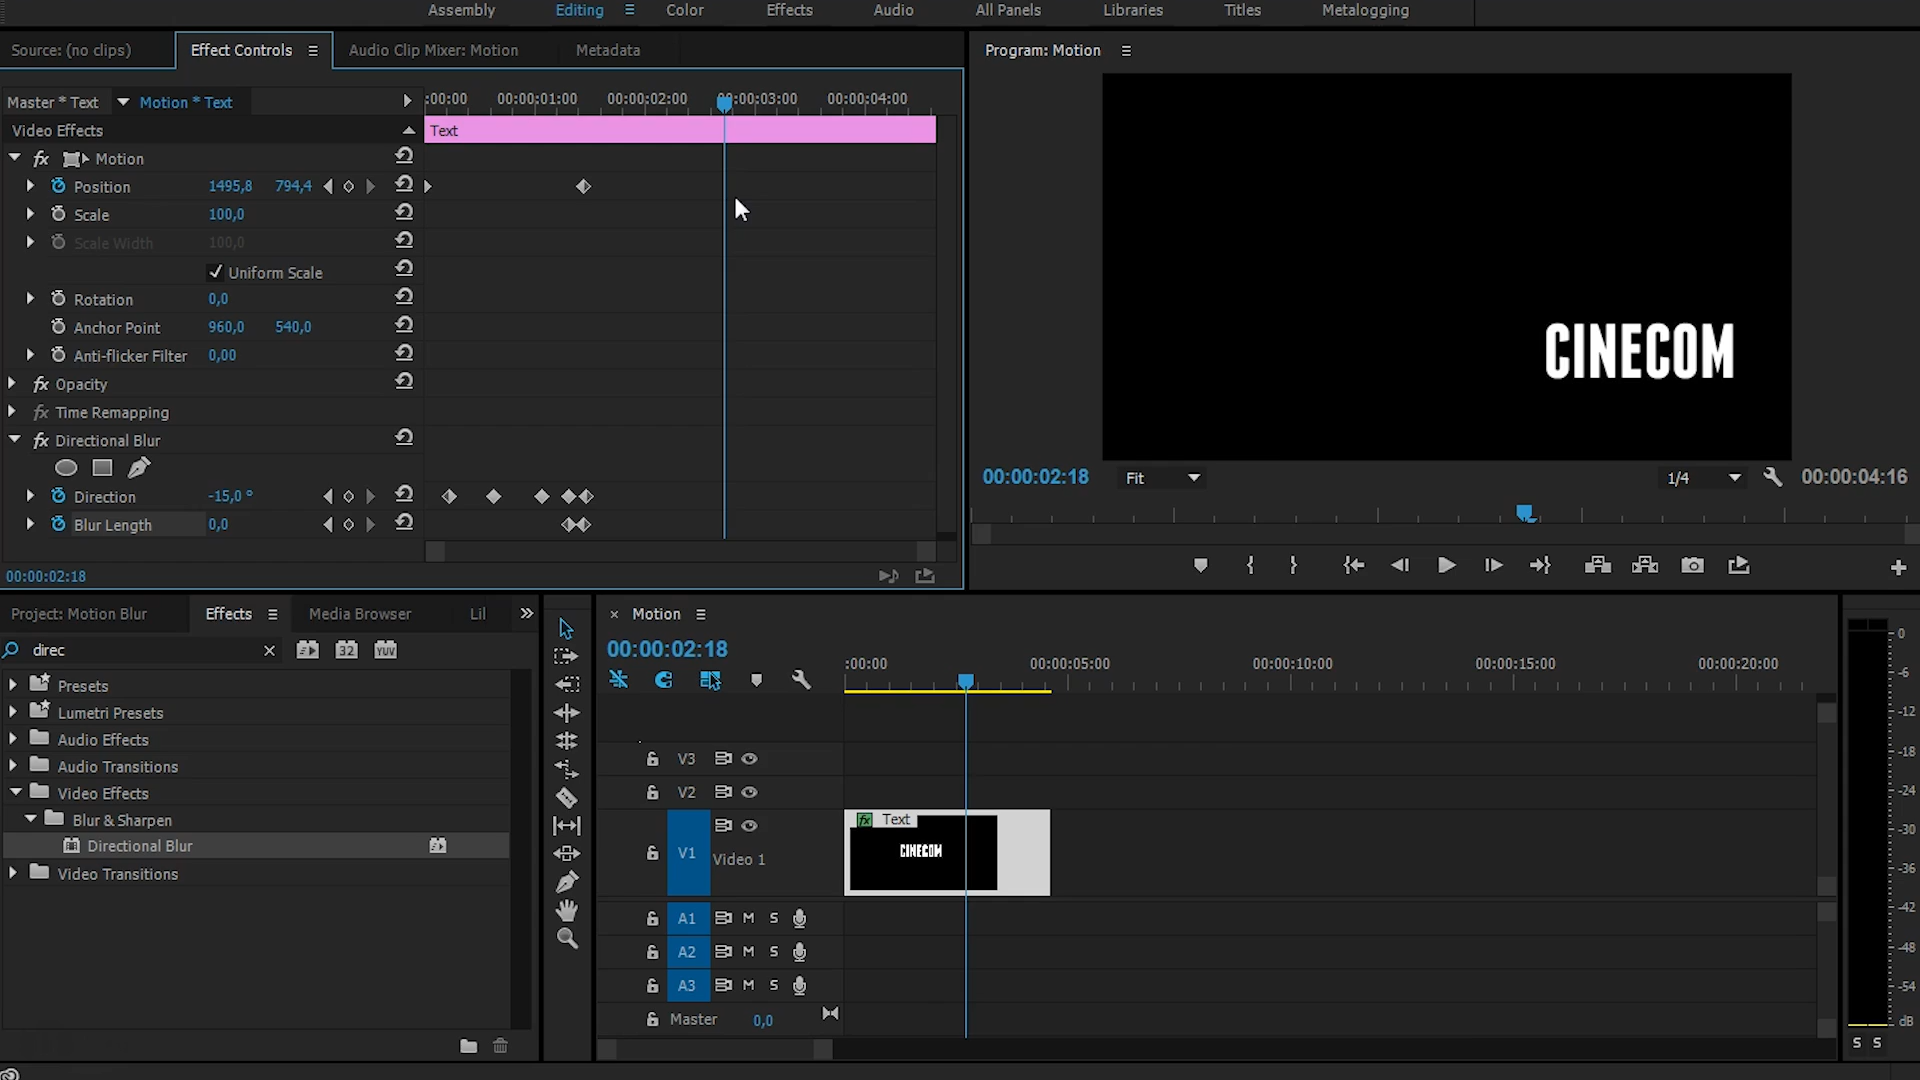 Assembly Editing Color Effects Audio All Panels Libraries Titles Metalogging
Source: (no clips) Effect Controls Audio Clip Mixer: Motion Metadata
Master * Text Motion * Text :00:00 00:00:01:00 00:00:02:00 00:00:03:00 00:00:04:00
Video Effects Text
fx Motion
Position 1495,8 794,4
Scale 100,0
Scale Width 100,0
Uniform Scale
Rotation 0,0
Anchor Point 960,0 540,0
Anti-flicker Filter 0,00
fx Opacity
fx Time Remapping
fx Directional Blur
Direction -15,0 °
Blur Length 0,0
00:00:02:18
Program: Motion
CINECOM
00:00:02:18 Fit 1/4 00:00:04:16
Project: Motion Blur Effects Media Browser Lil
direc 32 YUV
Presets
Lumetri Presets
Audio Effects
Audio Transitions
Video Effects
Blur & Sharpen
Directional Blur
Video Transitions
× Motion
00:00:02:18
:00:00 00:00:05:00 00:00:10:00 00:00:15:00 00:00:20:00
V3
V2
fx Text
V1 Video 1
CINECOM
A1 M S
A2 M S
A3 M S
Master 0,0
0
-6
-12
-18
-24
-30
-36
-42
-48
-54
dB
S S